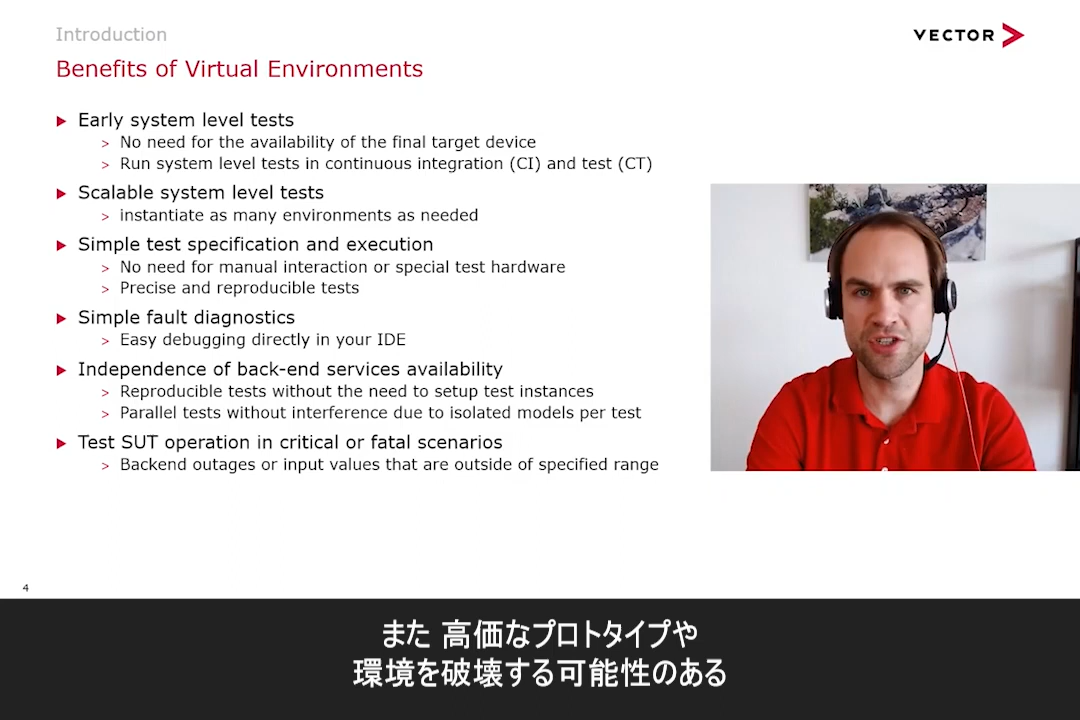 Introduction
VECTOR
Benefits of Virtual Environments
Early system level tests
> No need for the availability of the final target device
> Run system level tests in continuous integration (CI) and test (CT)
Scalable system level tests
> instantiate as many environments as needed
Simple test specification and execution
> No need for manual interaction or special test hardware
> Precise and reproducible tests
Simple fault diagnostics
> Easy debugging directly in your IDE
Independence of back-end services availability
> Reproducible tests without the need to setup test instances
> Parallel tests without interference due to isolated models per test
Test SUT operation in critical or fatal scenarios
> Backend outages or input values that are outside of specified range
4
また 高価なプロトタイプや
環境を破壊する可能性のある